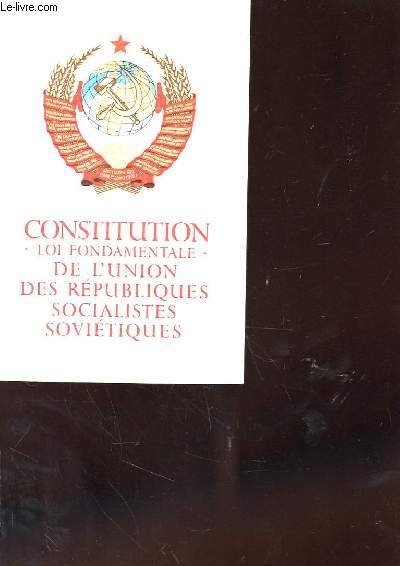 Le-livre.com
CONSTITUTION
· LOI FONDAMENTALE ·
DE L'UNION
DES RÉPUBLIQUES
SOCIALISTES
SOVIÉTIQUES